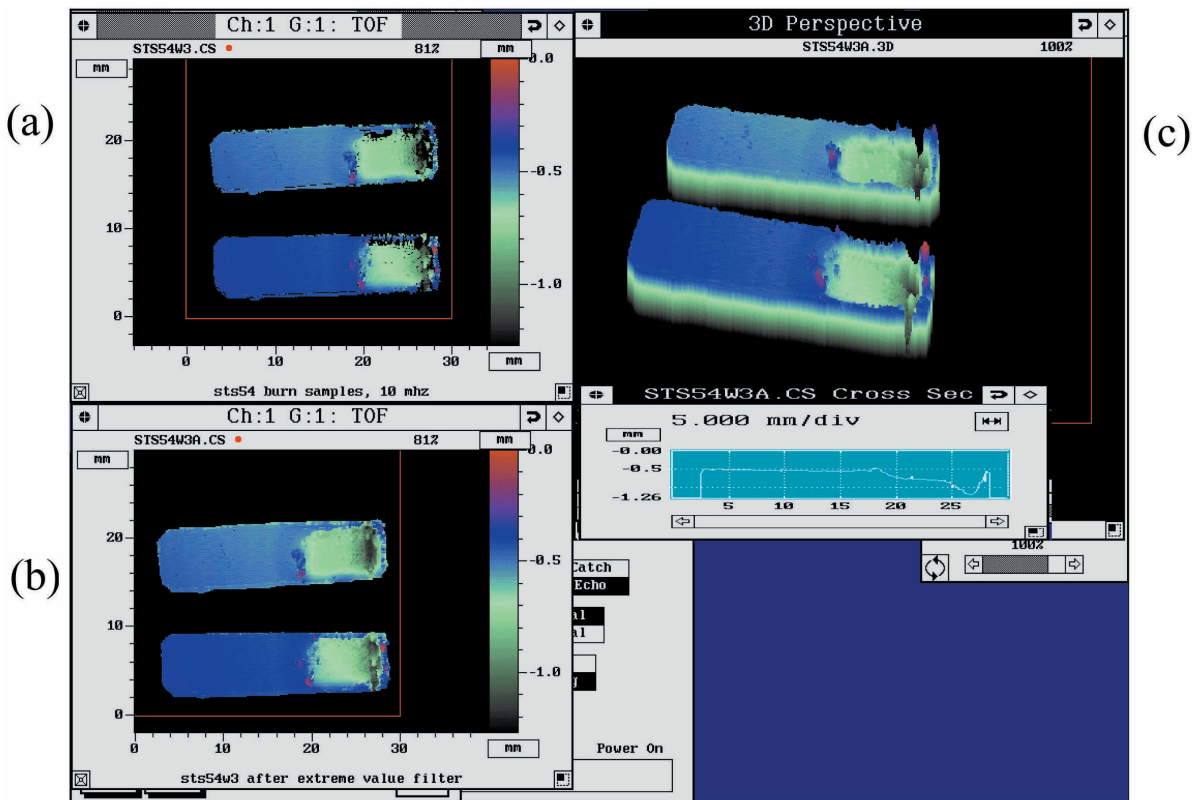 (a)
Ch:1 G:1: TOF
STS54W3.CS 81% mm
mm
0.0
20
-0.5
10
-1.0
0
0 10 20 30 mm
sts54 burn samples, 10 mhz
(b)
Ch:1 G:1: TOF
STS54W3A.CS 81% mm
mm
0.0
20
-0.5
10
-1.0
0
0 10 20 30 mm
sts54w3 after extreme value filter
(c)
3D Perspective
STS54W3A.3D 100%
STS54W3A.CS Cross Sec
5.000 mm/div
mm
-0.00
-0.5
-1.26
5 10 15 20 25
100%
Catch
Echo
al
al
Power On